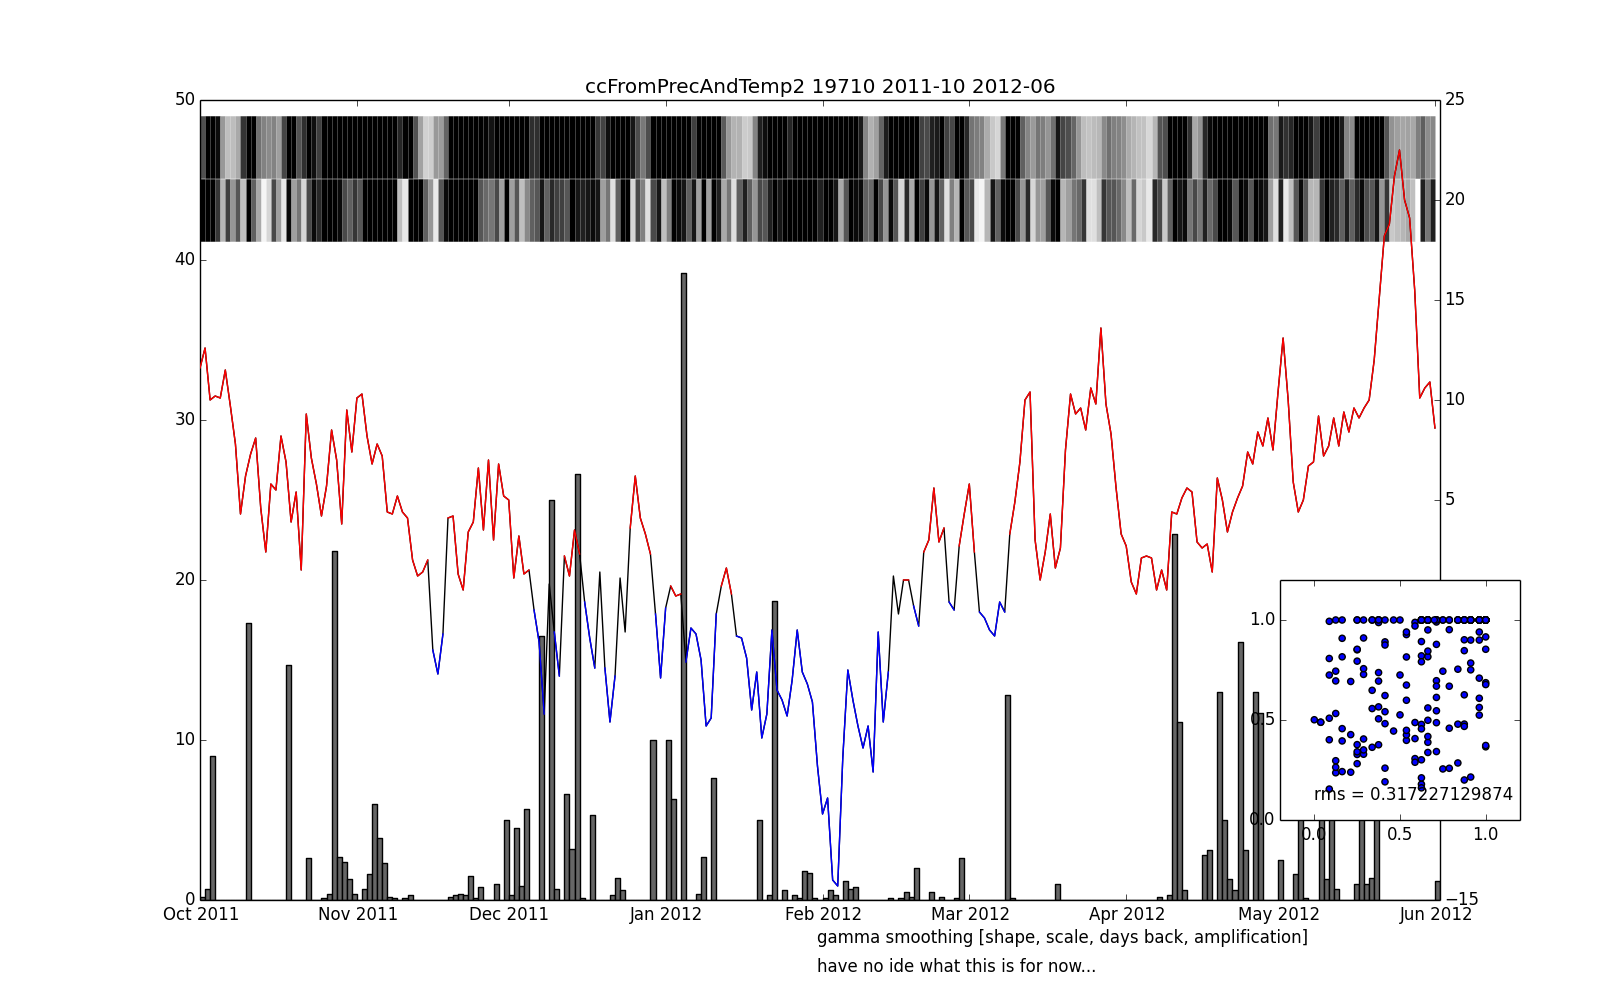 ccFromPrecAndTemp2 19710 2011-10 2012-06
50 25
20
40
15
30 10
5
20
1.0
10
0.5
rms = 0.317227129874
0.0
0.0 0.5 1.0
0 −15
Oct 2011 Nov 2011 Dec 2011 Jan 2012 Feb 2012 Mar 2012 Apr 2012 May 2012 Jun 2012
gamma smoothing [shape, scale, days back, amplification]
have no ide what this is for now...